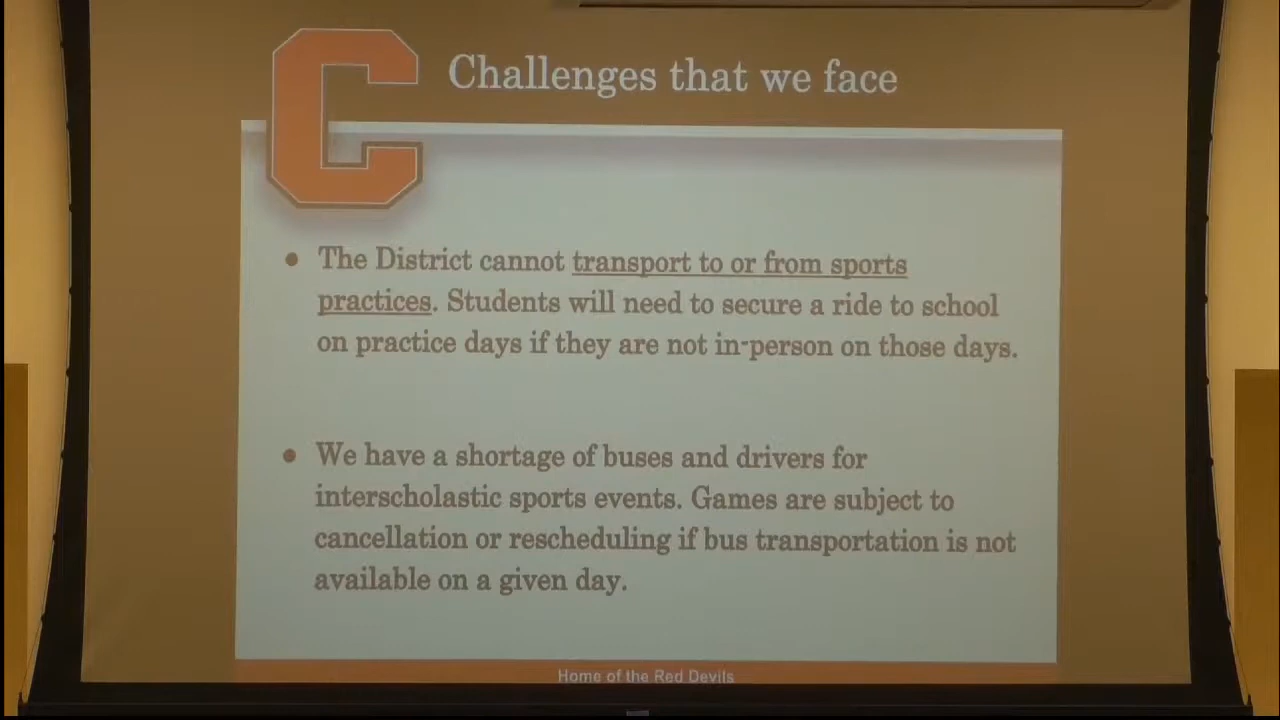 C
Challenges that we face
• The District cannot transport to or from sports
practices. Students will need to secure a ride to school
on practice days if they are not in-person on those days.
• We have a shortage of buses and drivers for
interscholastic sports events. Games are subject to
cancellation or rescheduling if bus transportation is not
available on a given day.
Home of the Red Devils